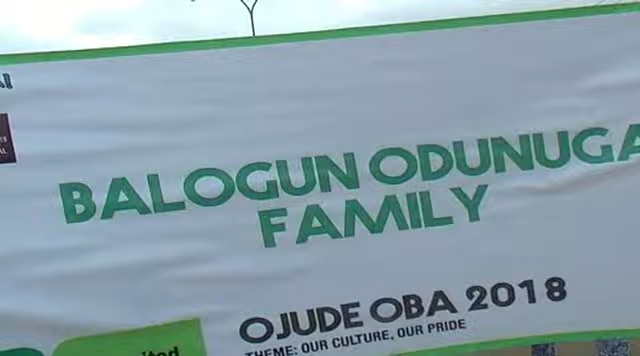 BALOGUN ODUNUGA
FAMILY
OJUDE OBA 2018
THEME: OUR CULTURE, OUR PRIDE